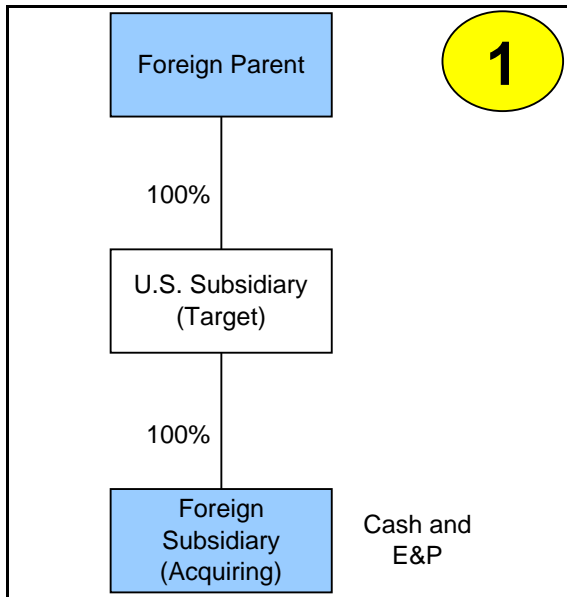 Foreign Parent
1
100%
U.S. Subsidiary
(Target)
100%
Foreign
Subsidiary
(Acquiring)
Cash and
E&P